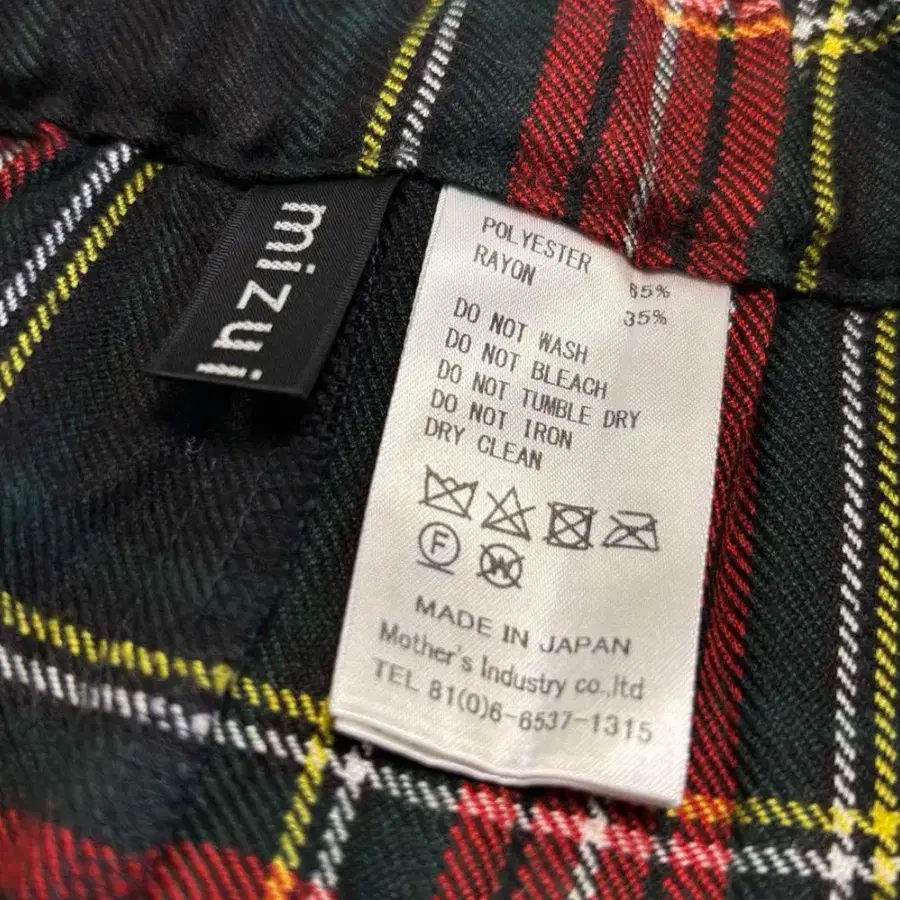 mizui
POLYESTER 65%
RAYON 35%
DO NOT WASH
DO NOT BLEACH
DO NOT TUMBLE DRY
DO NOT IRON
DRY CLEAN
F W
MADE IN JAPAN
Mother's Industry co.,ltd
TEL 81(0)6-6537-1315